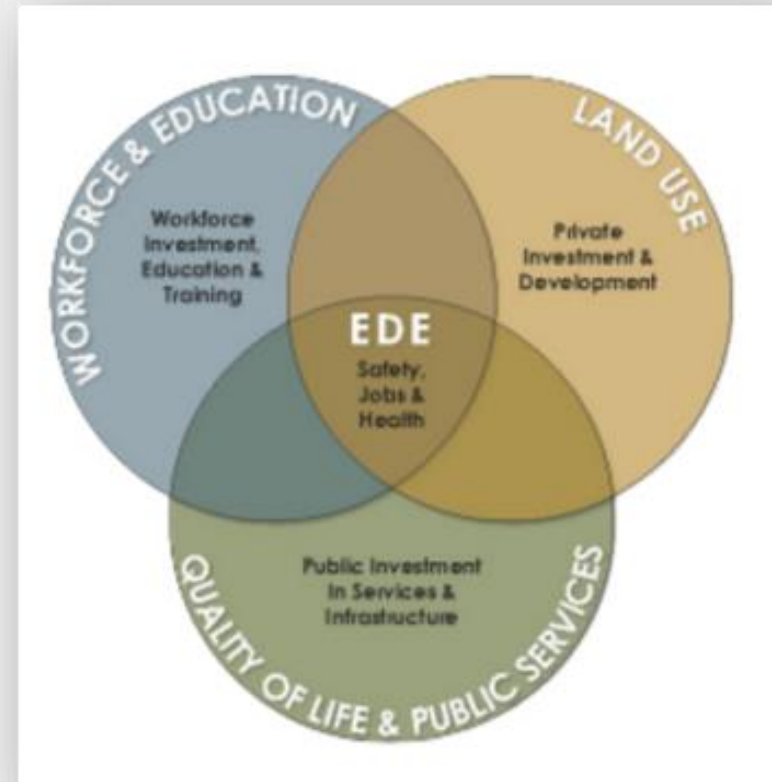 WORKFORCE & EDUCATION
LAND USE
Workforce
Investment,
Education &
Training
Private
Investment &
Development
EDE
Safety,
Jobs &
Health
Public Investment
In Services &
Infrastructure
QUALITY OF LIFE & PUBLIC SERVICES